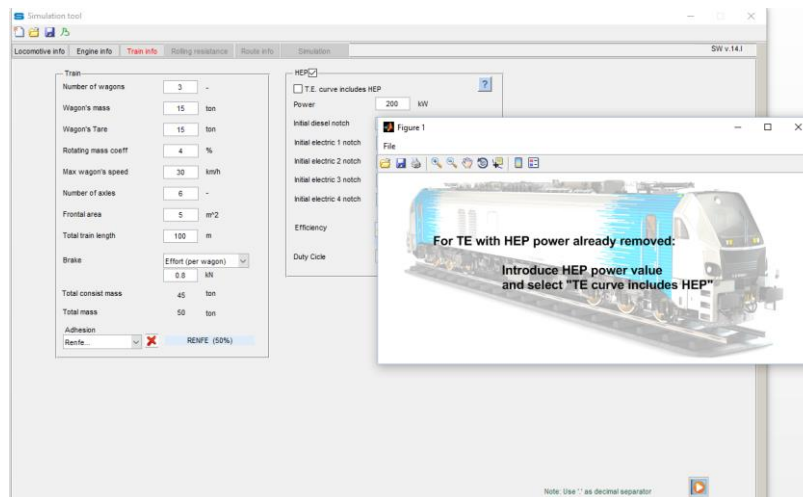 Simulation tool
Locomotive info Engine info Train info Rolling resistance Route info Simulation SW v.14.I
Train
Number of wagons 3 -
Wagon's mass 15 ton
Wagon's Tare 15 ton
Rotating mass coeff 4 %
Max wagon's speed 30 km/h
Number of axles 6 -
Frontal area 5 m^2
Total train length 100 m
Brake Effort (per wagon)
0.8 kN
Total consist mass 45 ton
Total mass 50 ton
Adhesion
Renfe... RENFE (50%)
HEP
T.E. curve includes HEP ?
Power 200 kW
Initial diesel notch
Initial electric 1 notch
Initial electric 2 notch
Initial electric 3 notch
Initial electric 4 notch
Efficiency
Duty Cicle
Figure 1
File
For TE with HEP power already removed:
Introduce HEP power value
and select "TE curve includes HEP"
Note: Use '.' as decimal separator